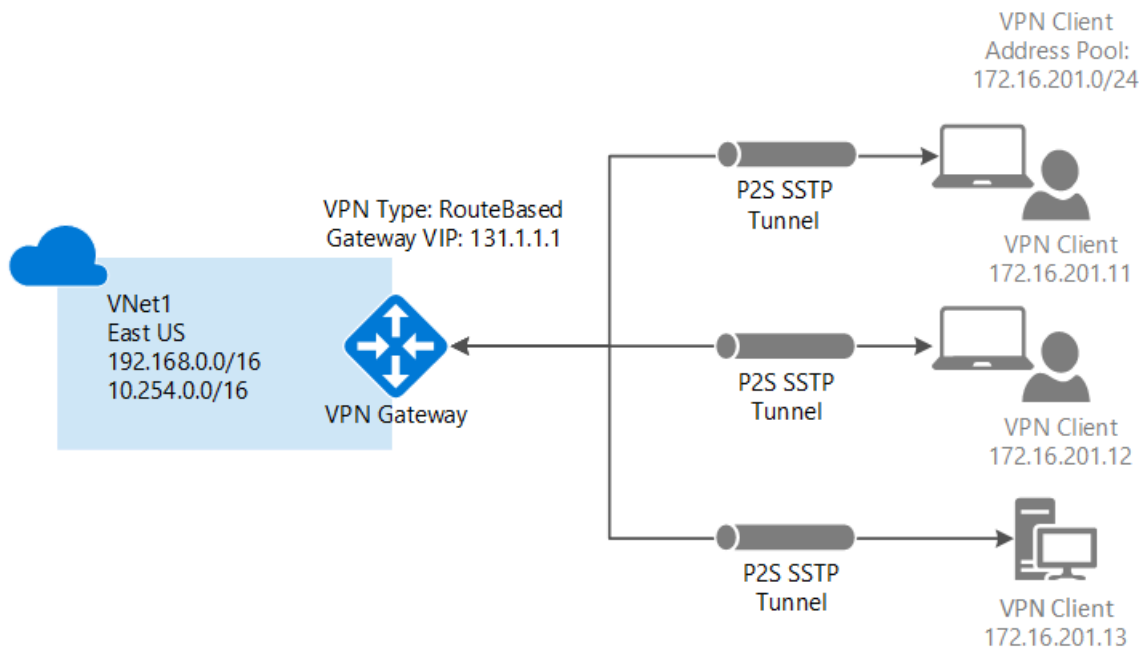 VPN Client
Address Pool:
172.16.201.0/24
P2S SSTP
Tunnel
VPN Type: RouteBased
Gateway VIP: 131.1.1.1
VPN Client
172.16.201.11
VNet1
East US
192.168.0.0/16
10.254.0.0/16
VPN Gateway
P2S SSTP
Tunnel
VPN Client
172.16.201.12
P2S SSTP
Tunnel
VPN Client
172.16.201.13